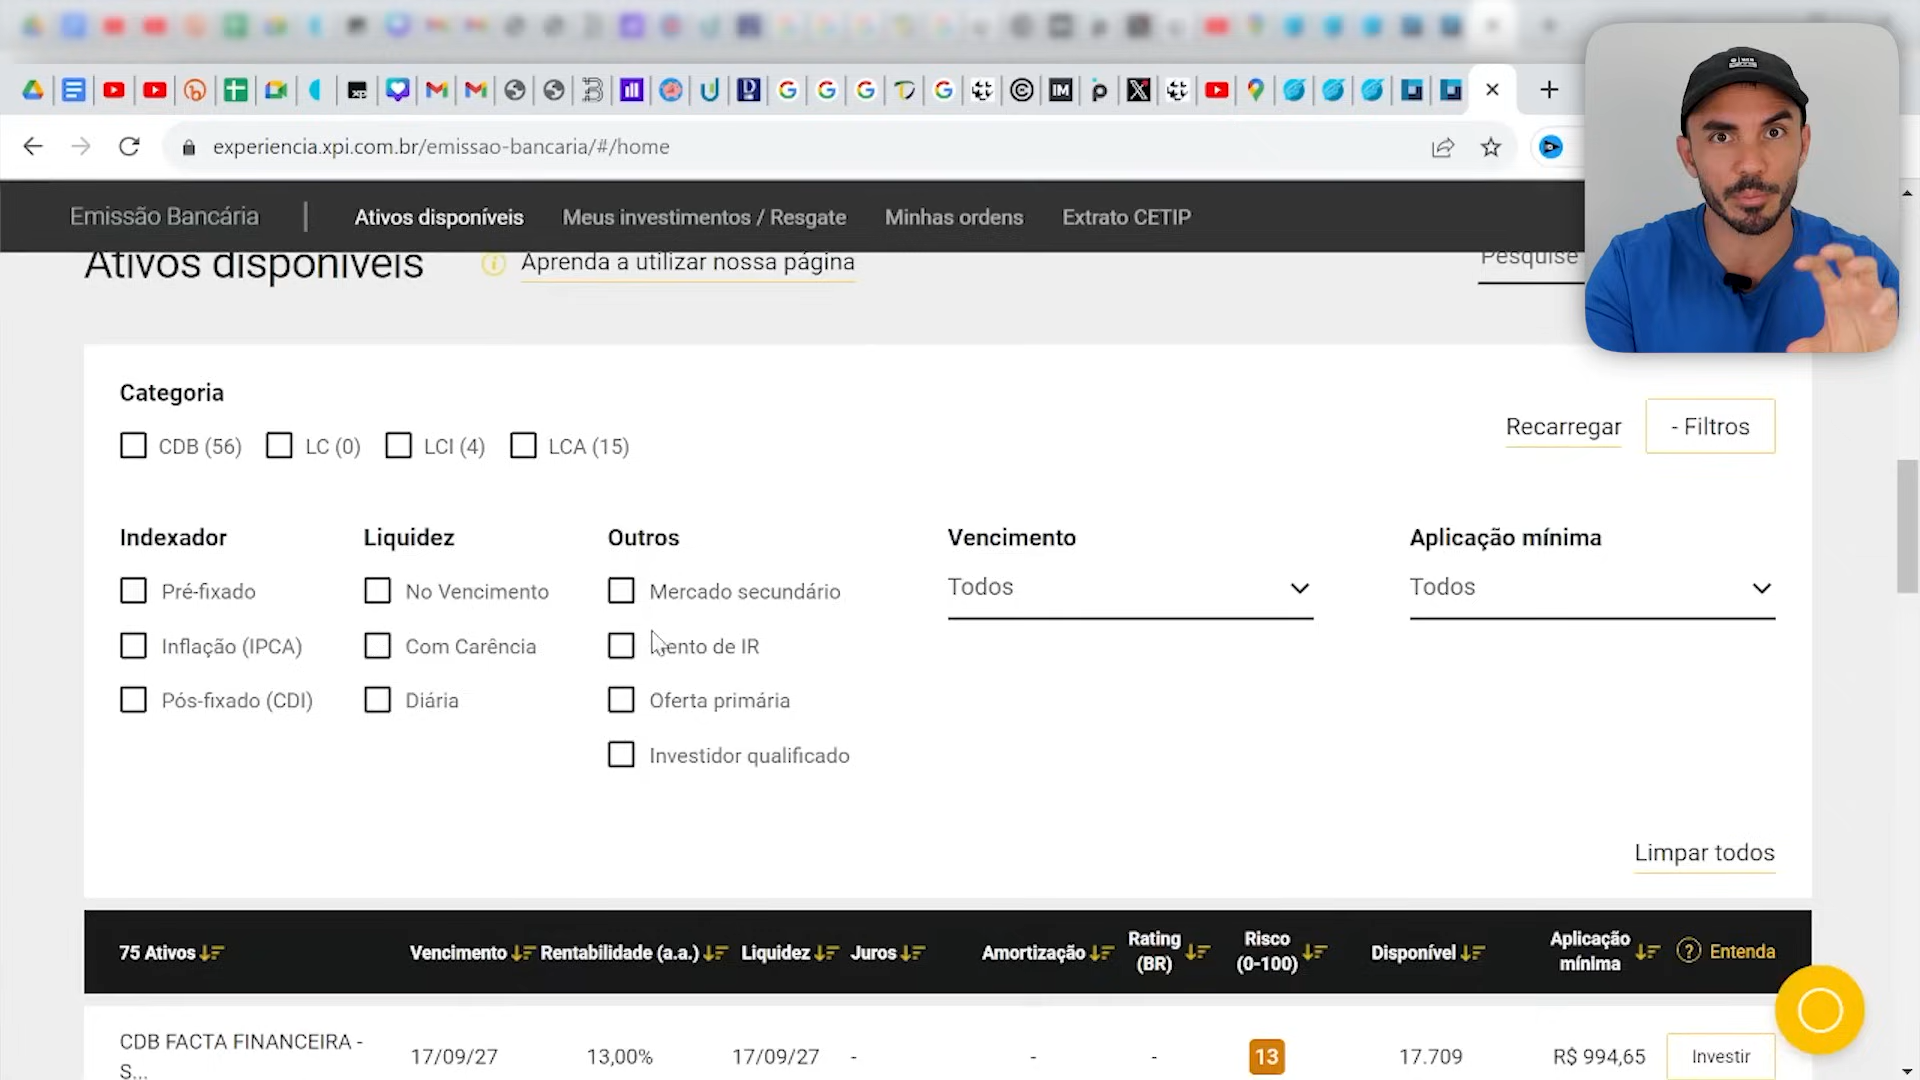 experiencia.xpi.com.br/emissao-bancaria/#/home
Emissão Bancária | Ativos disponíveis Meus investimentos / Resgate Minhas ordens Extrato CETIP
Ativos disponíveis Aprenda a utilizar nossa página Pesquise
Categoria
CDB (56) LC (0) LCI (4) LCA (15)
Recarregar - Filtros
Indexador Liquidez Outros Vencimento Aplicação mínima
Pré-fixado No Vencimento Mercado secundário Todos Todos
Inflação (IPCA) Com Carência ento de IR
Pós-fixado (CDI) Diária Oferta primária
Investidor qualificado
Limpar todos
75 Ativos Vencimento Rentabilidade (a.a.) Liquidez Juros Amortização Rating (BR) Risco (0-100) Disponível Aplicação mínima ? Entenda
CDB FACTA FINANCEIRA - S... 17/09/27 13,00% 17/09/27 - - - 13 17.709 R$ 994,65 Investir